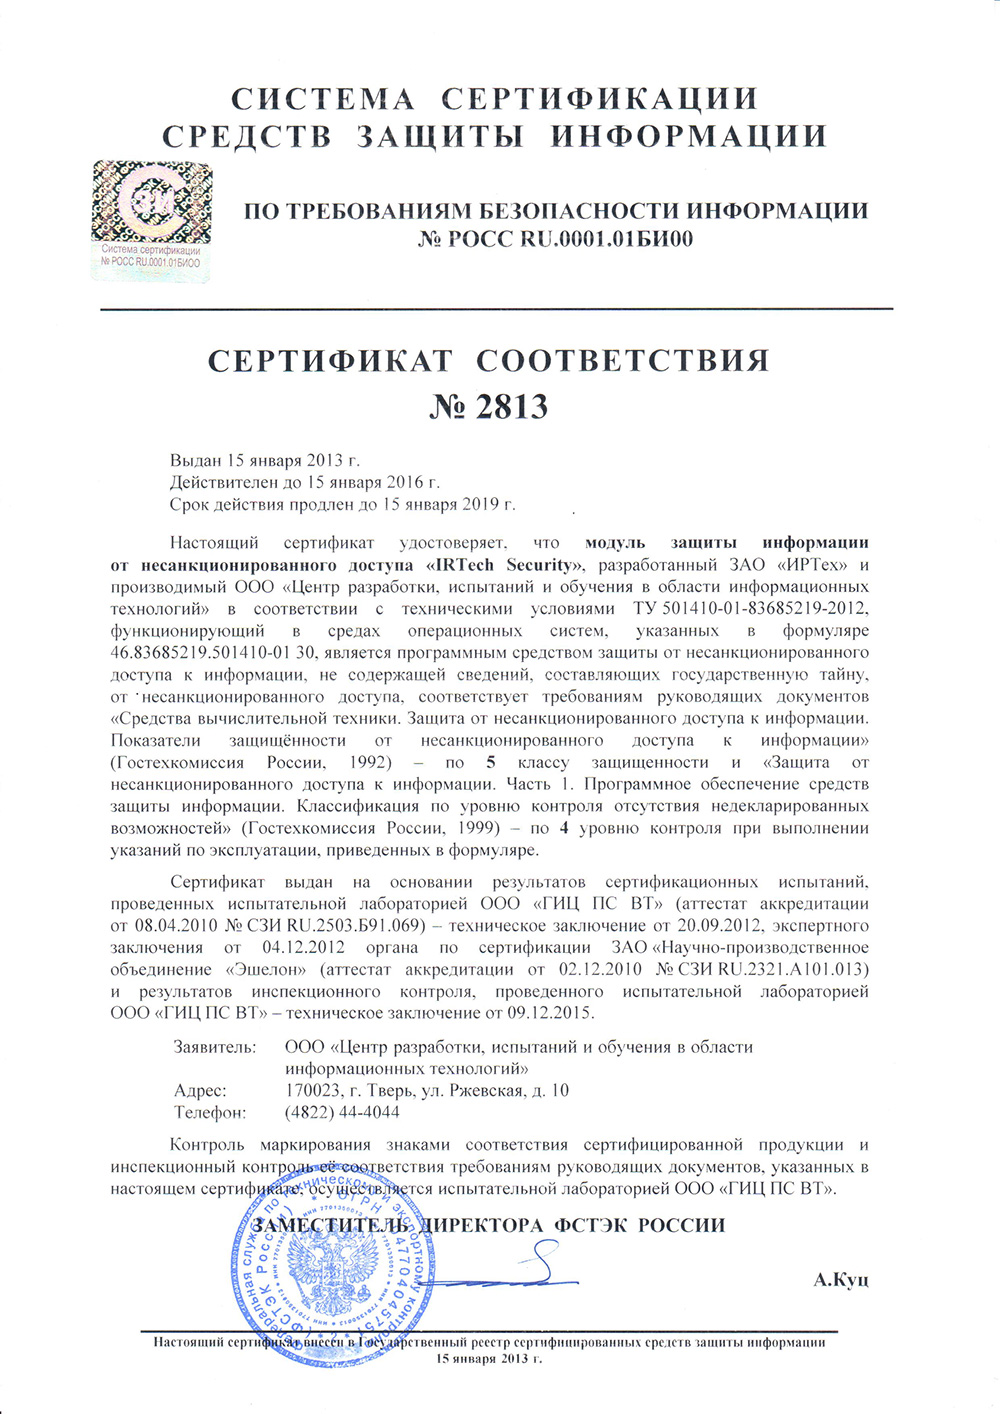 СИСТЕМА СЕРТИФИКАЦИИ
СРЕДСТВ ЗАЩИТЫ ИНФОРМАЦИИ
ЗИ
Система сертификации
№ РОСС RU.0001.01БИ00
ПО ТРЕБОВАНИЯМ БЕЗОПАСНОСТИ ИНФОРМАЦИИ
№ РОСС RU.0001.01БИ00
СЕРТИФИКАТ СООТВЕТСТВИЯ
№ 2813
Выдан 15 января 2013 г.
Действителен до 15 января 2016 г.
Срок действия продлен до 15 января 2019 г.
Настоящий сертификат удостоверяет, что модуль защиты информации
от несанкционированного доступа «IRTech Security», разработанный ЗАО «ИРТех» и
производимый ООО «Центр разработки, испытаний и обучения в области информационных
технологий» в соответствии с техническими условиями ТУ 501410-01-83685219-2012,
функционирующий в средах операционных систем, указанных в формуляре
46.83685219.501410-01 30, является программным средством защиты от несанкционированного
доступа к информации, не содержащей сведений, составляющих государственную тайну,
от несанкционированного доступа, соответствует требованиям руководящих документов
«Средства вычислительной техники. Защита от несанкционированного доступа к информации.
Показатели защищённости от несанкционированного доступа к информации»
(Гостехкомиссия России, 1992) – по 5 классу защищенности и «Защита от
несанкционированного доступа к информации. Часть 1. Программное обеспечение средств
защиты информации. Классификация по уровню контроля отсутствия недекларированных
возможностей» (Гостехкомиссия России, 1999) – по 4 уровню контроля при выполнении
указаний по эксплуатации, приведенных в формуляре.
Сертификат выдан на основании результатов сертификационных испытаний,
проведенных испытательной лабораторией ООО «ГИЦ ПС ВТ» (аттестат аккредитации
от 08.04.2010 № СЗИ RU.2503.Б91.069) – техническое заключение от 20.09.2012, экспертного
заключения от 04.12.2012 органа по сертификации ЗАО «Научно-производственное
объединение «Эшелон» (аттестат аккредитации от 02.12.2010 № СЗИ RU.2321.А101.013)
и результатов инспекционного контроля, проведенного испытательной лабораторией
ООО «ГИЦ ПС ВТ» – техническое заключение от 09.12.2015.
Заявитель: ООО «Центр разработки, испытаний и обучения в области
информационных технологий»
Адрес: 170023, г. Тверь, ул. Ржевская, д. 10
Телефон: (4822) 44-4044
Контроль маркирования знаками соответствия сертифицированной продукции и
инспекционный контроль её соответствия требованиям руководящих документов, указанных в
настоящем сертификате, осуществляется испытательной лабораторией ООО «ГИЦ ПС ВТ».
ЗАМЕСТИТЕЛЬ ДИРЕКТОРА ФСТЭК РОССИИ
А.Куц
Федеральная служба по техническому и экспортному контролю
(ФСТЭК России)
Настоящий сертификат внесен в Государственный реестр сертифицированных средств защиты информации
15 января 2013 г.